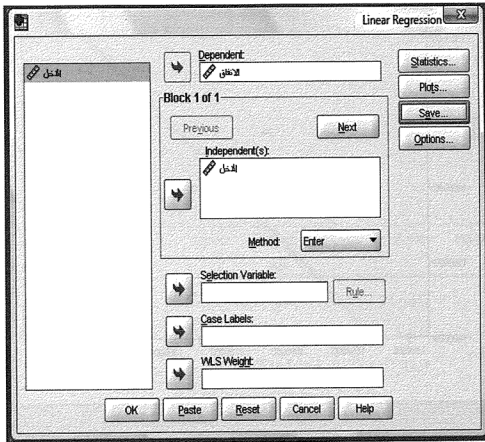 Linear Regression
الدخل
Dependent:
الانفاق
Block 1 of 1
Previous
Next
Independent(s):
الدخل
Method:
Enter
Selection Variable:
Rule...
Case Labels:
WLS Weight:
Statistics...
Plots...
Save...
Options...
OK
Paste
Reset
Cancel
Help